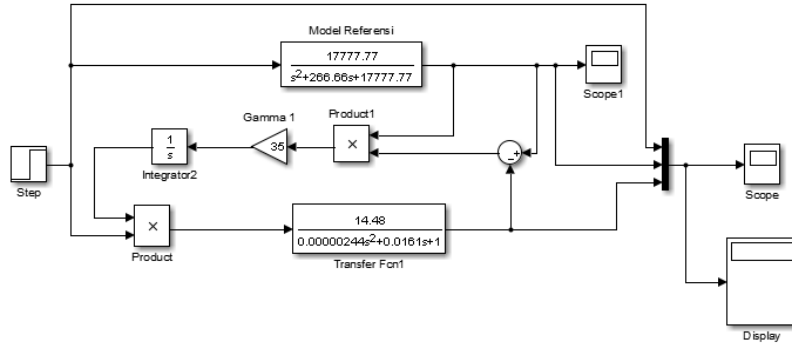 Model Referensi
17777.77
s²+266.66s+17777.77
Scope1
Gamma 1
Product1
35
×
1
s
Integrator2
-+
Step
Scope
×
Product
14.48
0.00000244s²+0.0161s+1
Transfer Fcn1
Display